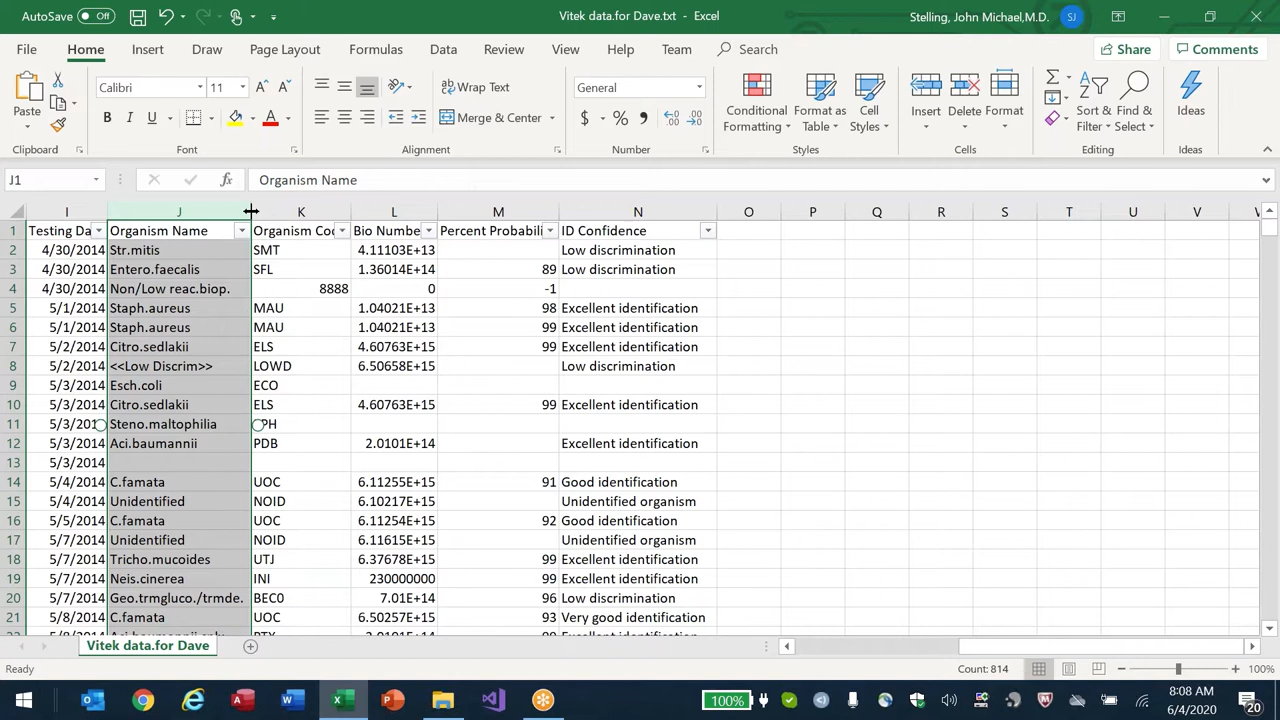 AutoSave Off Vitek data.for Dave.txt - Excel Stelling, John Michael,M.D. SJ
File Home Insert Draw Page Layout Formulas Data Review View Help Team Search Share Comments
Paste Calibri 11 Wrap Text General Conditional Formatting Format as Table Cell Styles Insert Delete Format Sort & Filter Find & Select Ideas
B I U A Merge & Center $ % ,
Clipboard Font Alignment Number Styles Cells Editing Ideas
J1 fx Organism Name
I J K L M N O P Q R S T U V
1 Testing Da Organism Name Organism Co Bio Numbe Percent Probabili ID Confidence
2 4/30/2014 Str.mitis SMT 4.11103E+13 Low discrimination
3 4/30/2014 Entero.faecalis SFL 1.36014E+14 89 Low discrimination
4 4/30/2014 Non/Low reac.biop. 8888 0 -1
5 5/1/2014 Staph.aureus MAU 1.04021E+13 98 Excellent identification
6 5/1/2014 Staph.aureus MAU 1.04021E+13 99 Excellent identification
7 5/2/2014 Citro.sedlakii ELS 4.60763E+15 99 Excellent identification
8 5/2/2014 <<Low Discrim>> LOWD 6.50658E+15 Low discrimination
9 5/3/2014 Esch.coli ECO
10 5/3/2014 Citro.sedlakii ELS 4.60763E+15 99 Excellent identification
11 5/3/201 Steno.maltophilia PH
12 5/3/2014 Aci.baumannii PDB 2.0101E+14 Excellent identification
13 5/3/2014
14 5/4/2014 C.famata UOC 6.11255E+15 91 Good identification
15 5/4/2014 Unidentified NOID 6.10217E+15 Unidentified organism
16 5/5/2014 C.famata UOC 6.11254E+15 92 Good identification
17 5/7/2014 Unidentified NOID 6.11615E+15 Unidentified organism
18 5/7/2014 Tricho.mucoides UTJ 6.37678E+15 99 Excellent identification
19 5/7/2014 Neis.cinerea INI 230000000 99 Excellent identification
20 5/7/2014 Geo.trmgluco./trmde. BEC0 7.01E+14 96 Low discrimination
21 5/8/2014 C.famata UOC 6.50257E+15 93 Very good identification
Vitek data.for Dave
Ready Count: 814 100%
100% 8:08 AM
6/4/2020 20